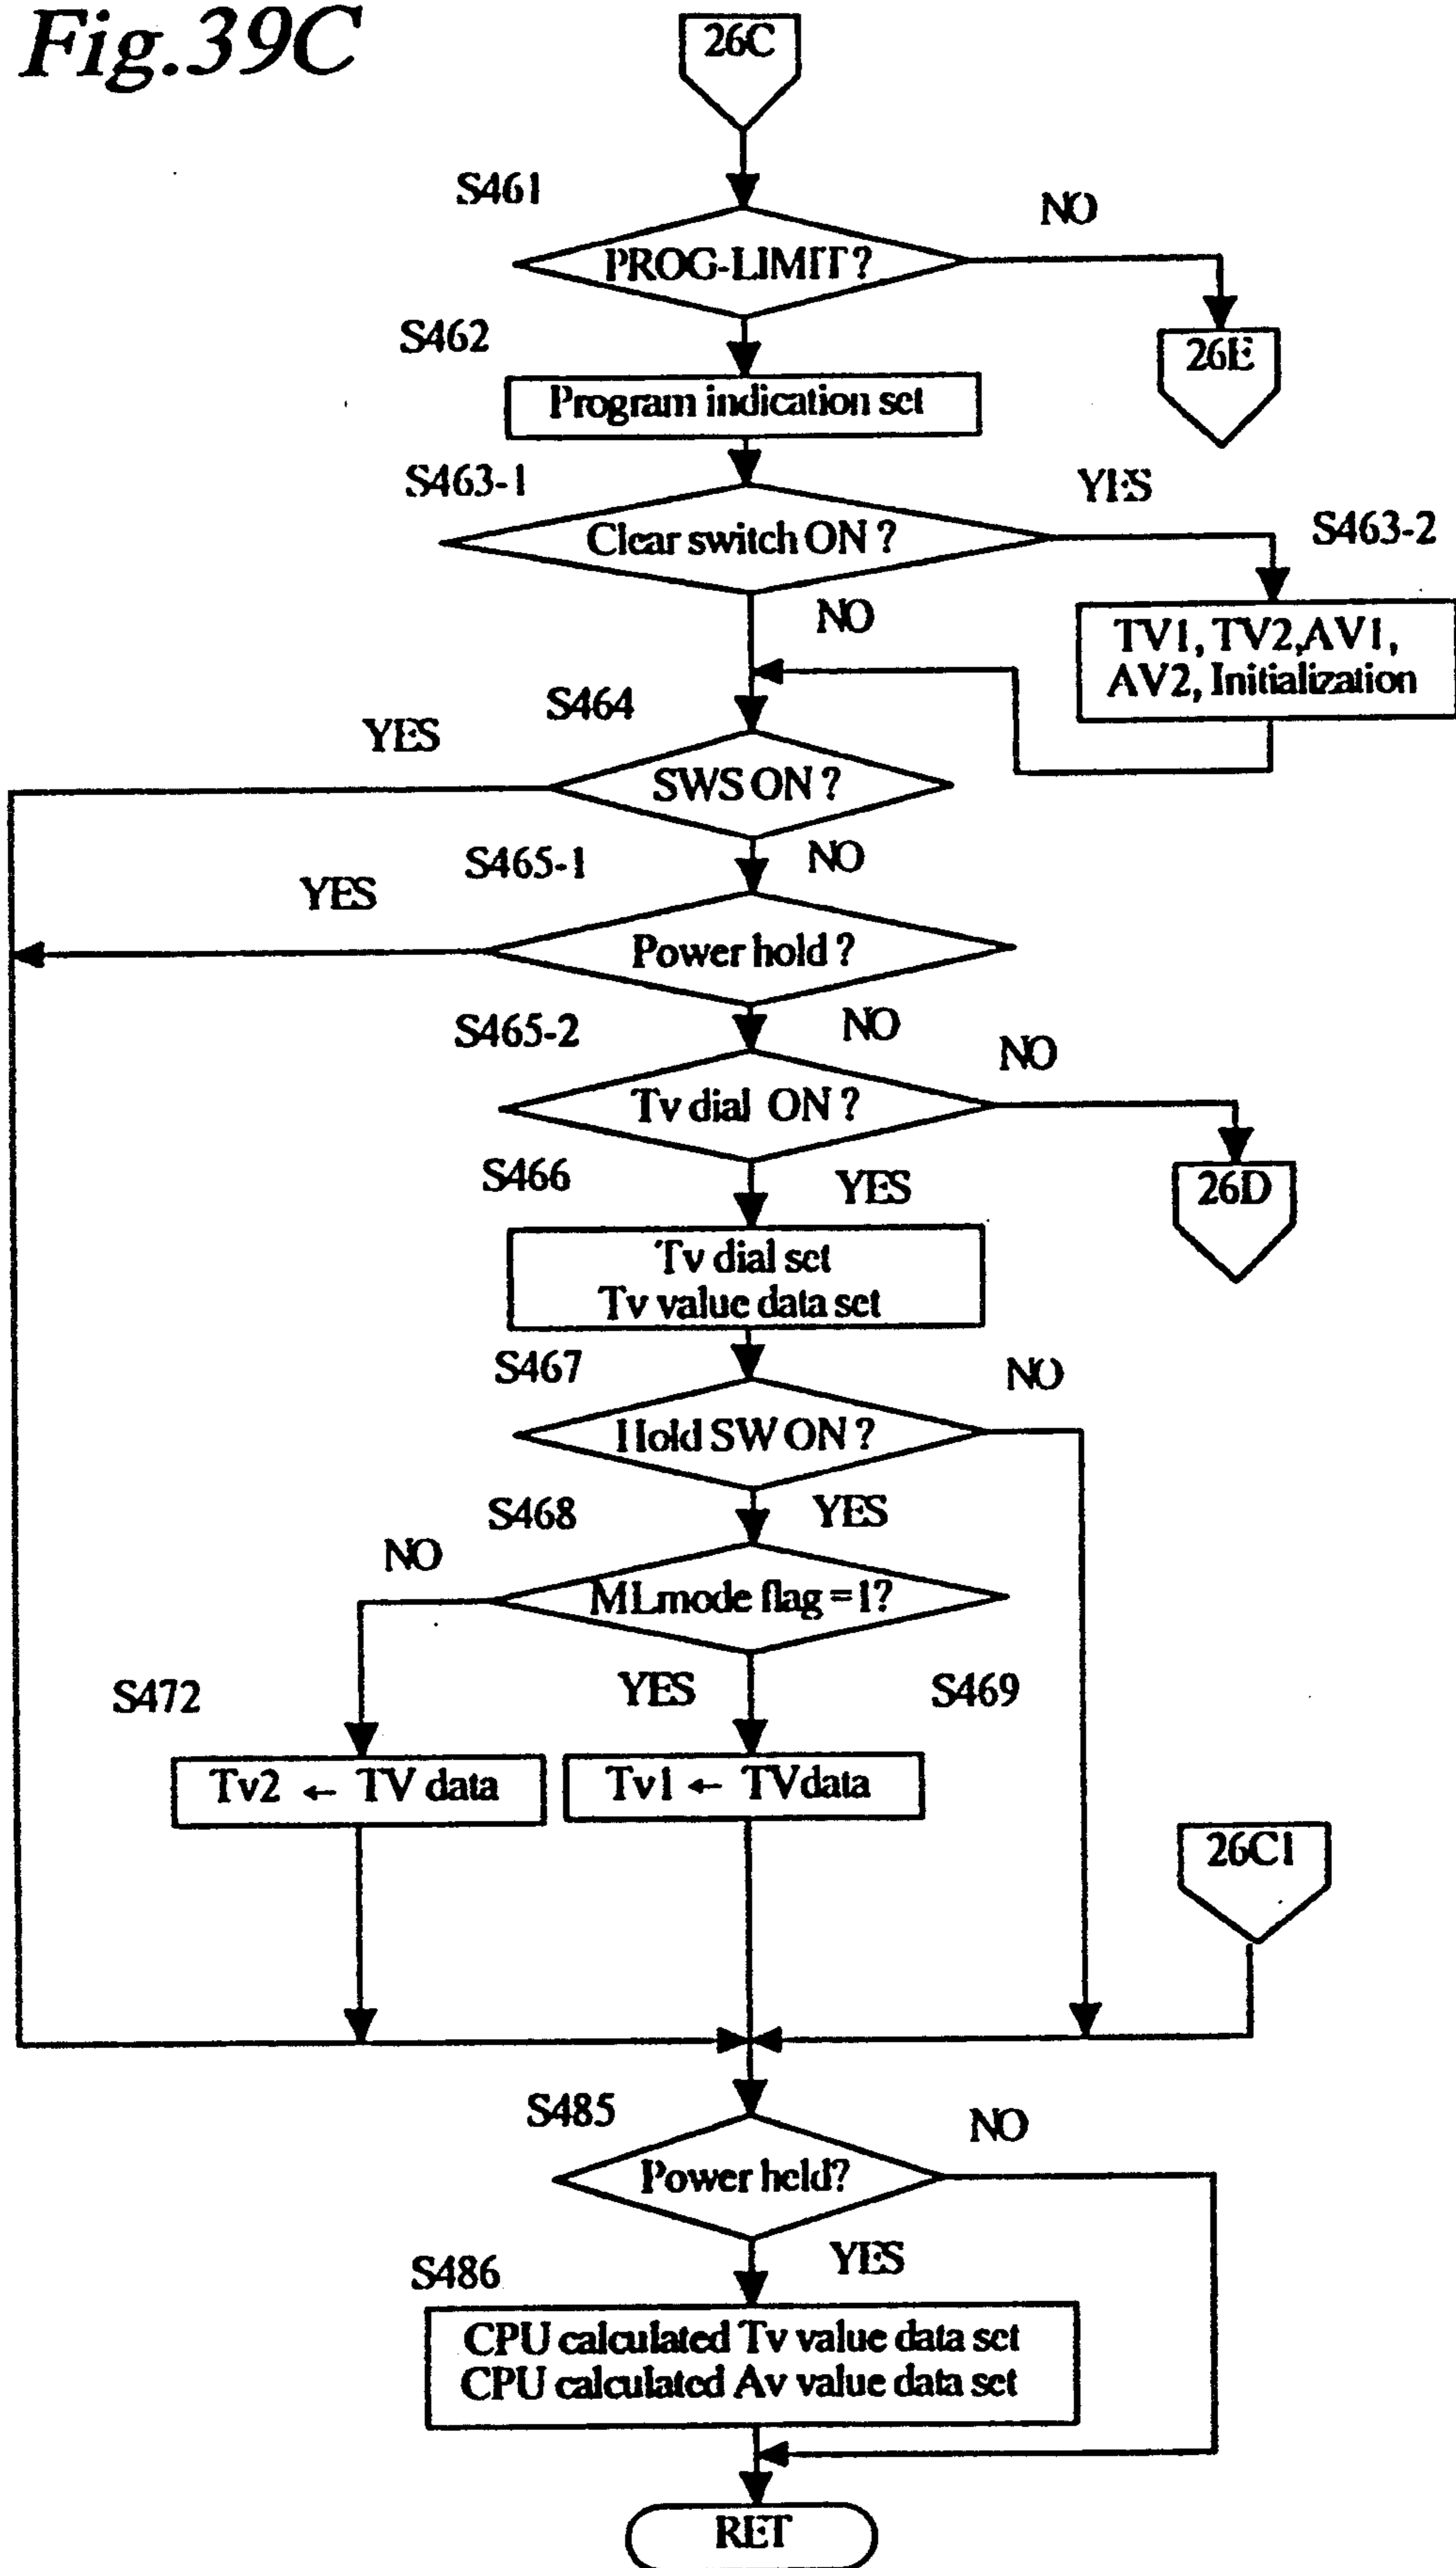 Fig.39C
26C
S461
NO
PROG-LIMIT?
S462
26E
Program indication set
S463-1
YES
Clear switch ON ?
S463-2
NO
TV1, TV2,AV1,
AV2, Initialization
S464
YES
SWS ON ?
S465-1
NO
YES
Power hold ?
S465-2
NO
NO
Tv dial ON ?
S466
YES
26D
Tv dial set
Tv value data set
S467
NO
Hold SW ON ?
S468
YES
NO
MLmode flag =1?
S472
YES
S469
Tv2 ← TV data
Tv1 ← TVdata
26C1
S485
NO
Power held?
S486
YES
CPU calculated Tv value data set
CPU calculated Av value data set
RET